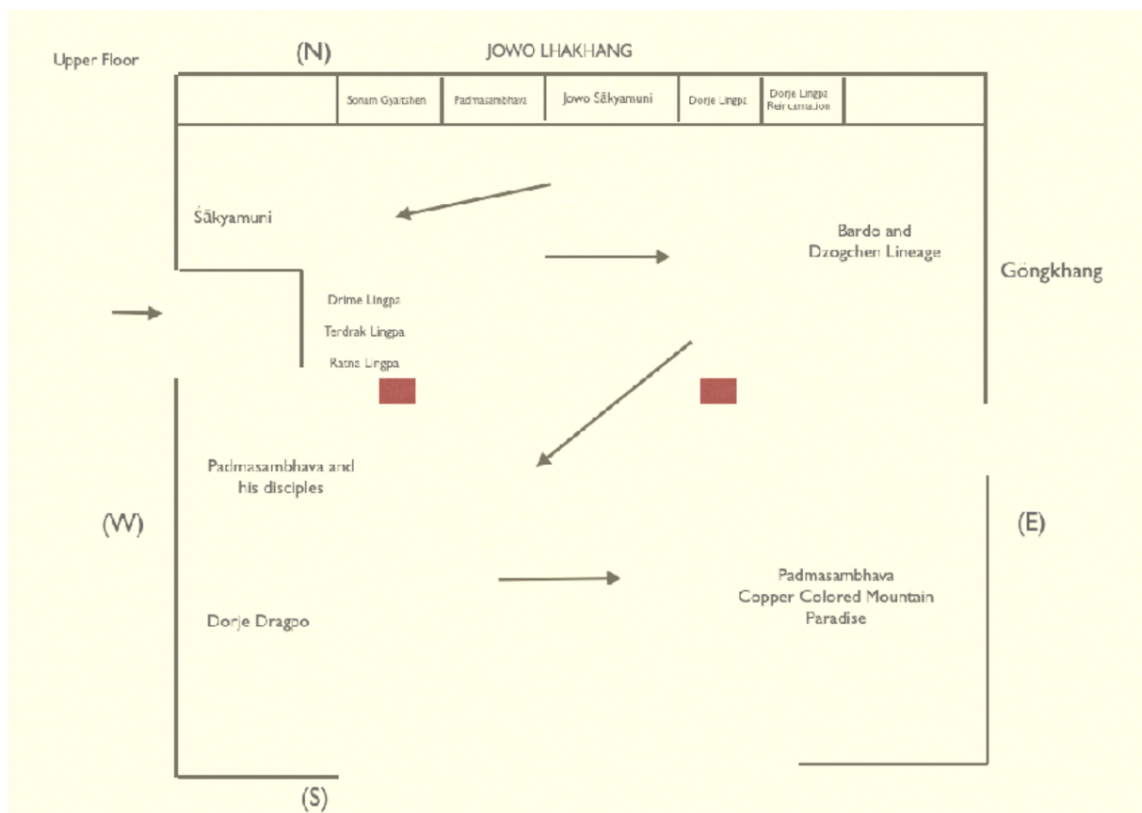 Upper Floor
(N)
JOWO LHAKHANG
Sonam Gyaltshen
Padmasambhava
Jowo Śākyamuni
Dorje Lingpa
Dorje Lingpa
Reincarnation
Śākyamuni
Bardo and
Dzogchen Lineage
Göngkhang
Drime Lingpa
Terdrak Lingpa
Ratna Lingpa
Padmasambhava and
his disciples
(W)
(E)
Padmasambhava
Copper Colored Mountain
Paradise
Dorje Dragpo
(S)